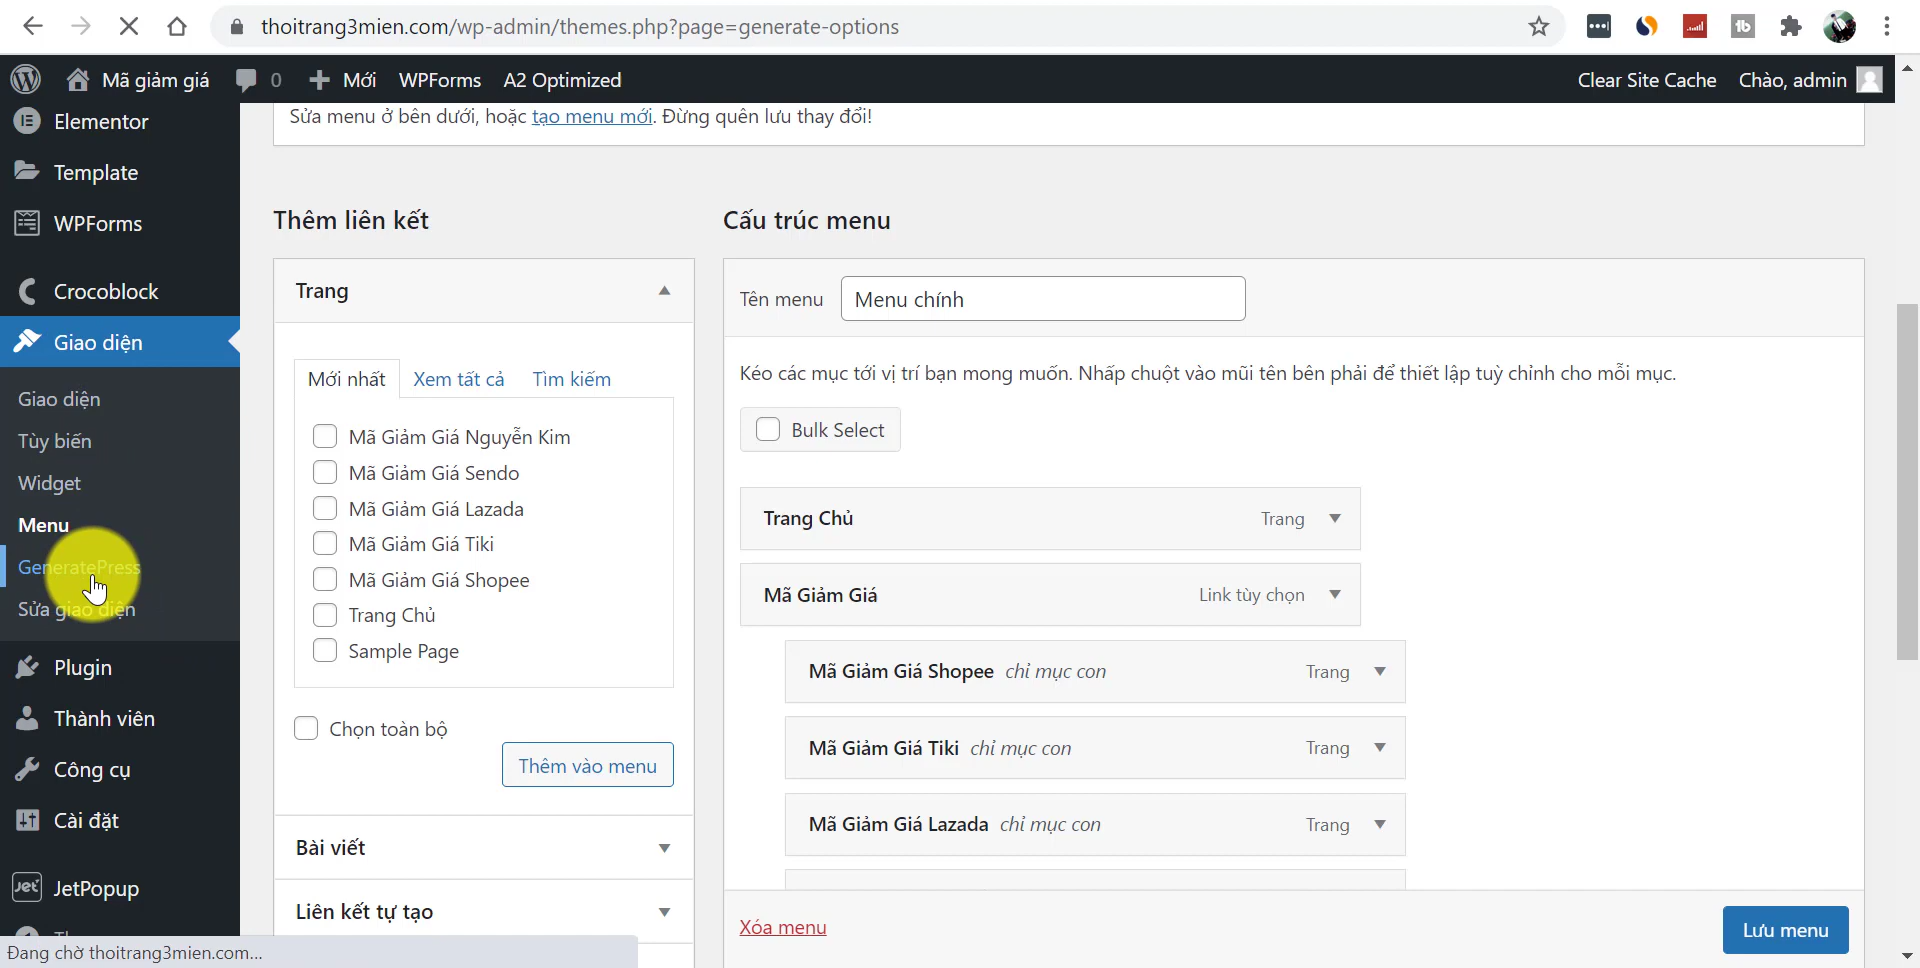 thoitrang3mien.com/wp-admin/themes.php?page=generate-options
Mã giảm giá 0 Mới WPForms A2 Optimized Clear Site Cache Chào, admin
Elementor
Template
WPForms
Crocoblock
Giao diện
Giao diện
Tùy biến
Widget
Menu
GeneratePress
Sửa giao diện
Plugin
Thành viên
Công cụ
Cài đặt
Jet JetPopup
Đang chờ thoitrang3mien.com...
Sửa menu ở bên dưới, hoặc tạo menu mới. Đừng quên lưu thay đổi!
Thêm liên kết
Trang
Mới nhất Xem tất cả Tìm kiếm
Mã Giảm Giá Nguyễn Kim
Mã Giảm Giá Sendo
Mã Giảm Giá Lazada
Mã Giảm Giá Tiki
Mã Giảm Giá Shopee
Trang Chủ
Sample Page
Chọn toàn bộ
Thêm vào menu
Bài viết
Liên kết tự tạo
Cấu trúc menu
Tên menu Menu chính
Kéo các mục tới vị trí bạn mong muốn. Nhấp chuột vào mũi tên bên phải để thiết lập tuỳ chỉnh cho mỗi mục.
Bulk Select
Trang Chủ Trang
Mã Giảm Giá Link tùy chọn
Mã Giảm Giá Shopee chỉ mục con Trang
Mã Giảm Giá Tiki chỉ mục con Trang
Mã Giảm Giá Lazada chỉ mục con Trang
Xóa menu Lưu menu